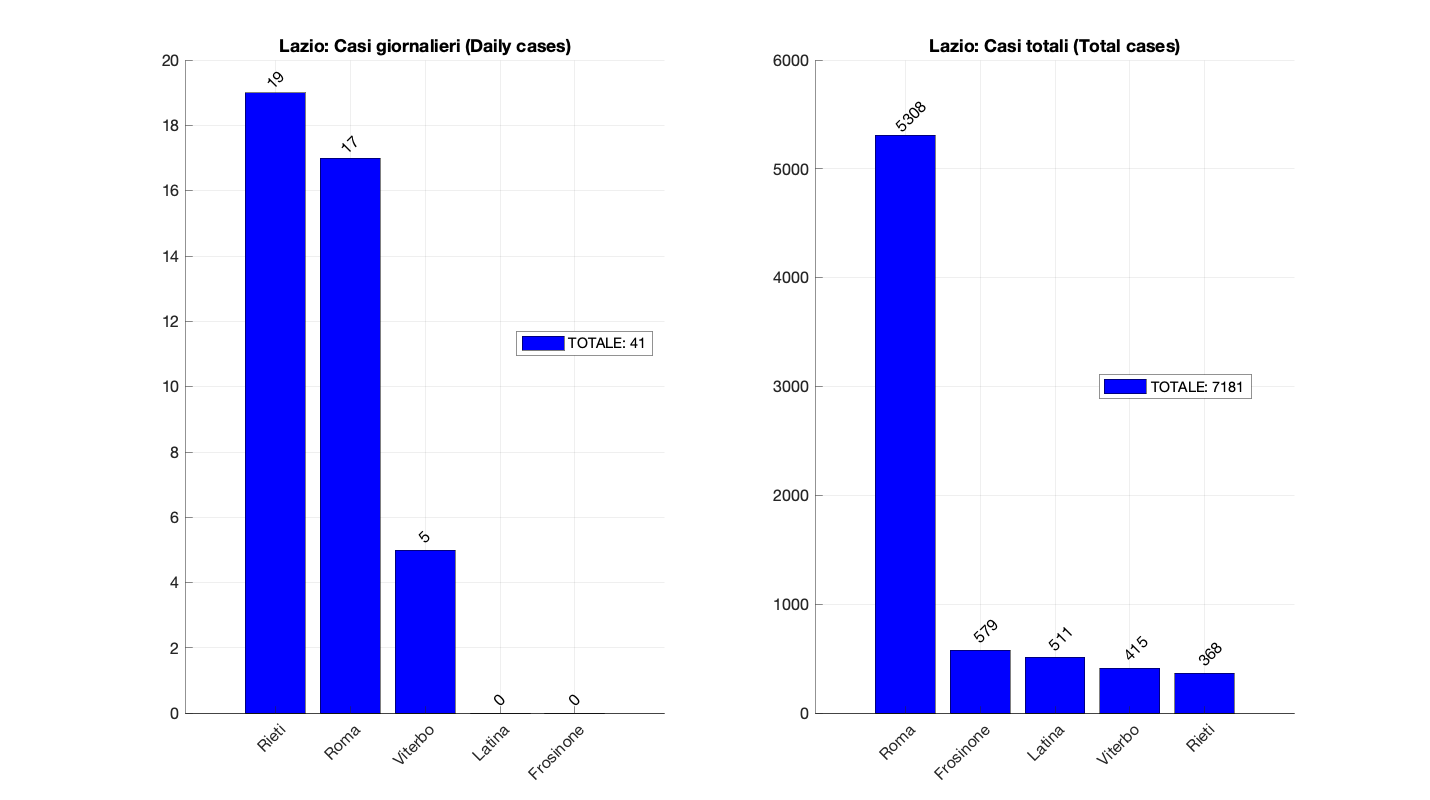 Lazio: Casi giornalieri (Daily cases)
20
18
16
14
12
10
8
6
4
2
0
19
17
5
0
0
TOTALE: 41
Rieti
Roma
Viterbo
Latina
Frosinone
Lazio: Casi totali (Total cases)
6000
5000
4000
3000
2000
1000
0
5308
579
511
415
368
TOTALE: 7181
Roma
Frosinone
Latina
Viterbo
Rieti